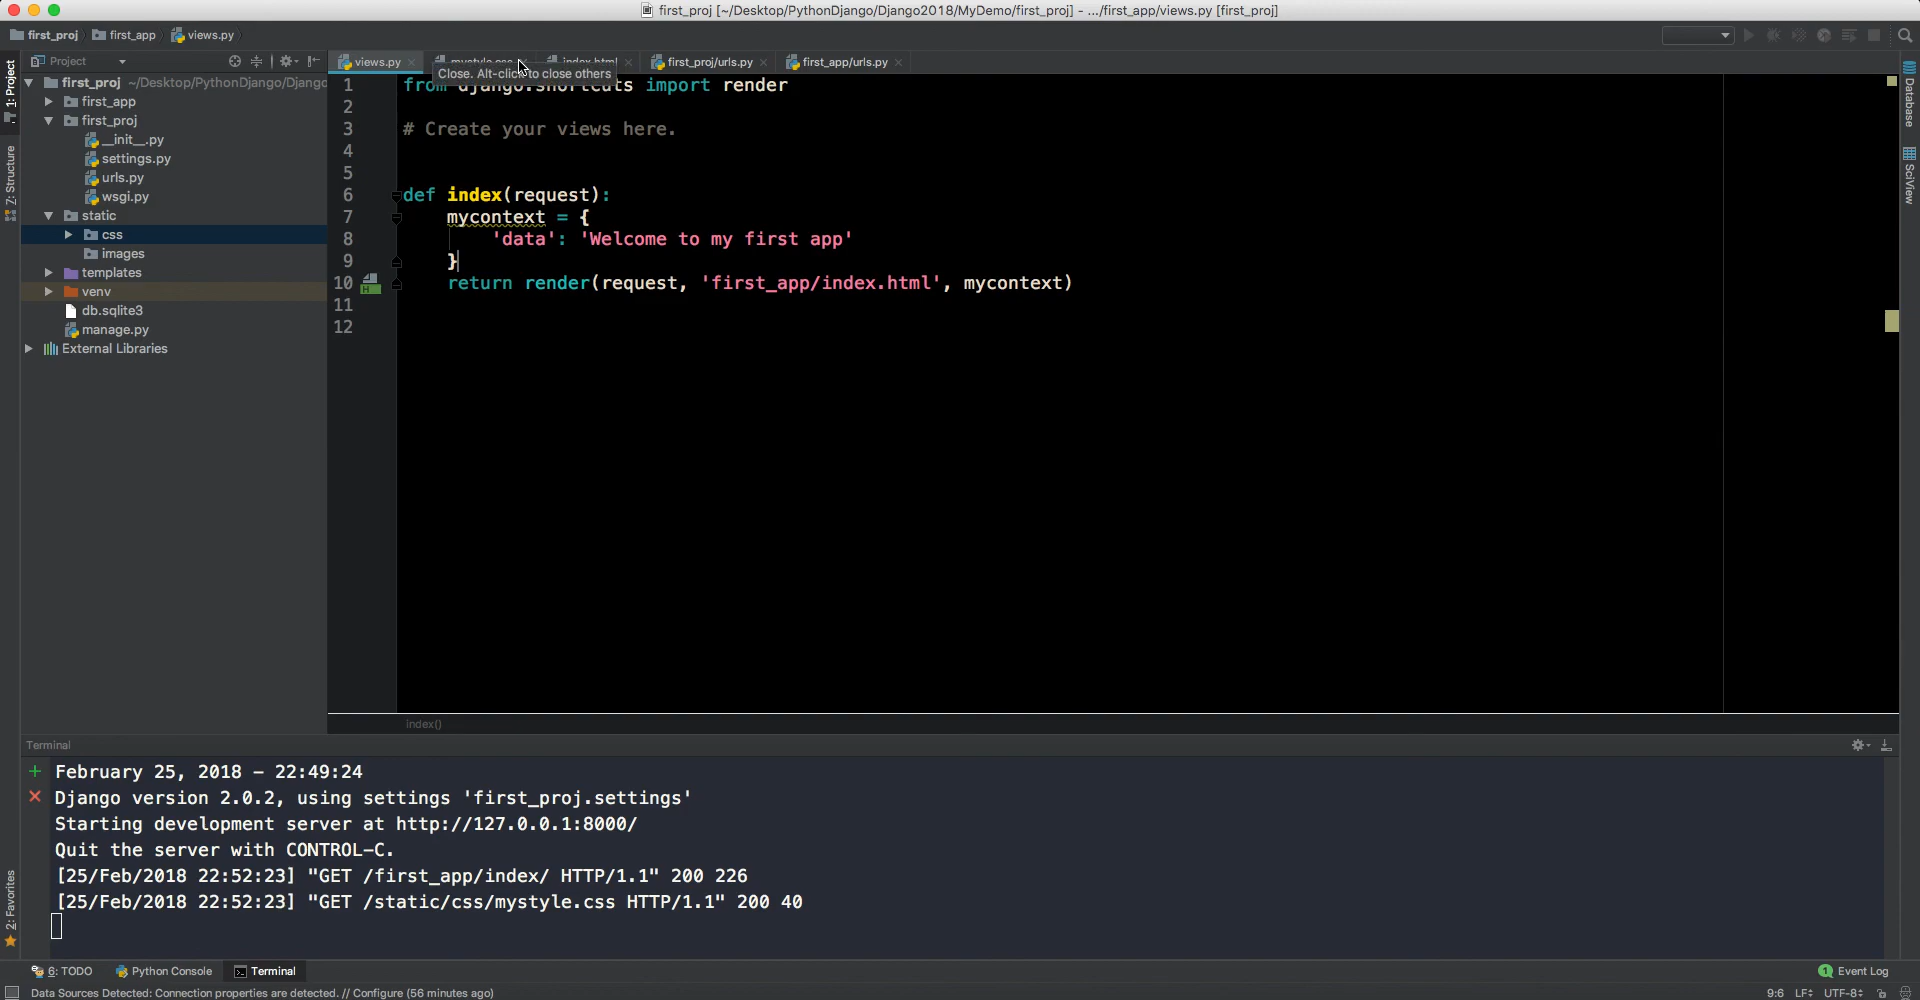 first_proj [~/Desktop/PythonDjango/Django2018/MyDemo/first_proj] - .../first_app/views.py [first_proj]
first_proj first_app views.py
Project
views.py mystyle.css index.html first_proj/urls.py first_app/urls.py
Close. Alt-click to close others
1: Project
7: Structure
2: Favorites
Database
SciView
first_proj ~/Desktop/PythonDjango/Django
first_app
first_proj
__init__.py
settings.py
urls.py
wsgi.py
static
css
images
templates
venv
db.sqlite3
manage.py
External Libraries
1 from django.shortcuts import render
2
3 # Create your views here.
4
5
6 def index(request):
7 mycontext = {
8 'data': 'Welcome to my first app'
9 }
10 return render(request, 'first_app/index.html', mycontext)
11
12
index()
Terminal
February 25, 2018 - 22:49:24
Django version 2.0.2, using settings 'first_proj.settings'
Starting development server at http://127.0.0.1:8000/
Quit the server with CONTROL-C.
[25/Feb/2018 22:52:23] "GET /first_app/index/ HTTP/1.1" 200 226
[25/Feb/2018 22:52:23] "GET /static/css/mystyle.css HTTP/1.1" 200 40
6: TODO Python Console Terminal 1 Event Log
Data Sources Detected: Connection properties are detected. // Configure (56 minutes ago) 9:6 LF UTF-8